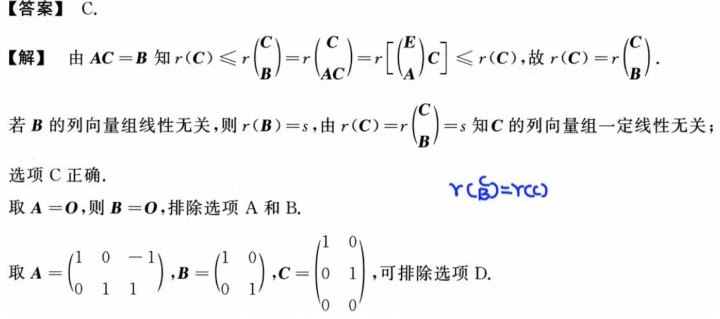 【答案】 C.
【解】 由 AC=B 知 r(C)≤r(C B)=r(C AC)=r[(E A)C]≤r(C),故 r(C)=r(C B).
若 B 的列向量组线性无关,则 r(B)=s,由 r(C)=r(C B)=s 知 C 的列向量组一定线性无关;
选项 C 正确.
r(C B)=r(C)
取 A=O,则 B=O,排除选项 A 和 B.
取 A=(1 0 -1 0 1 1),B=(1 0 0 1),C=(1 0 0 1 0 0),可排除选项 D.